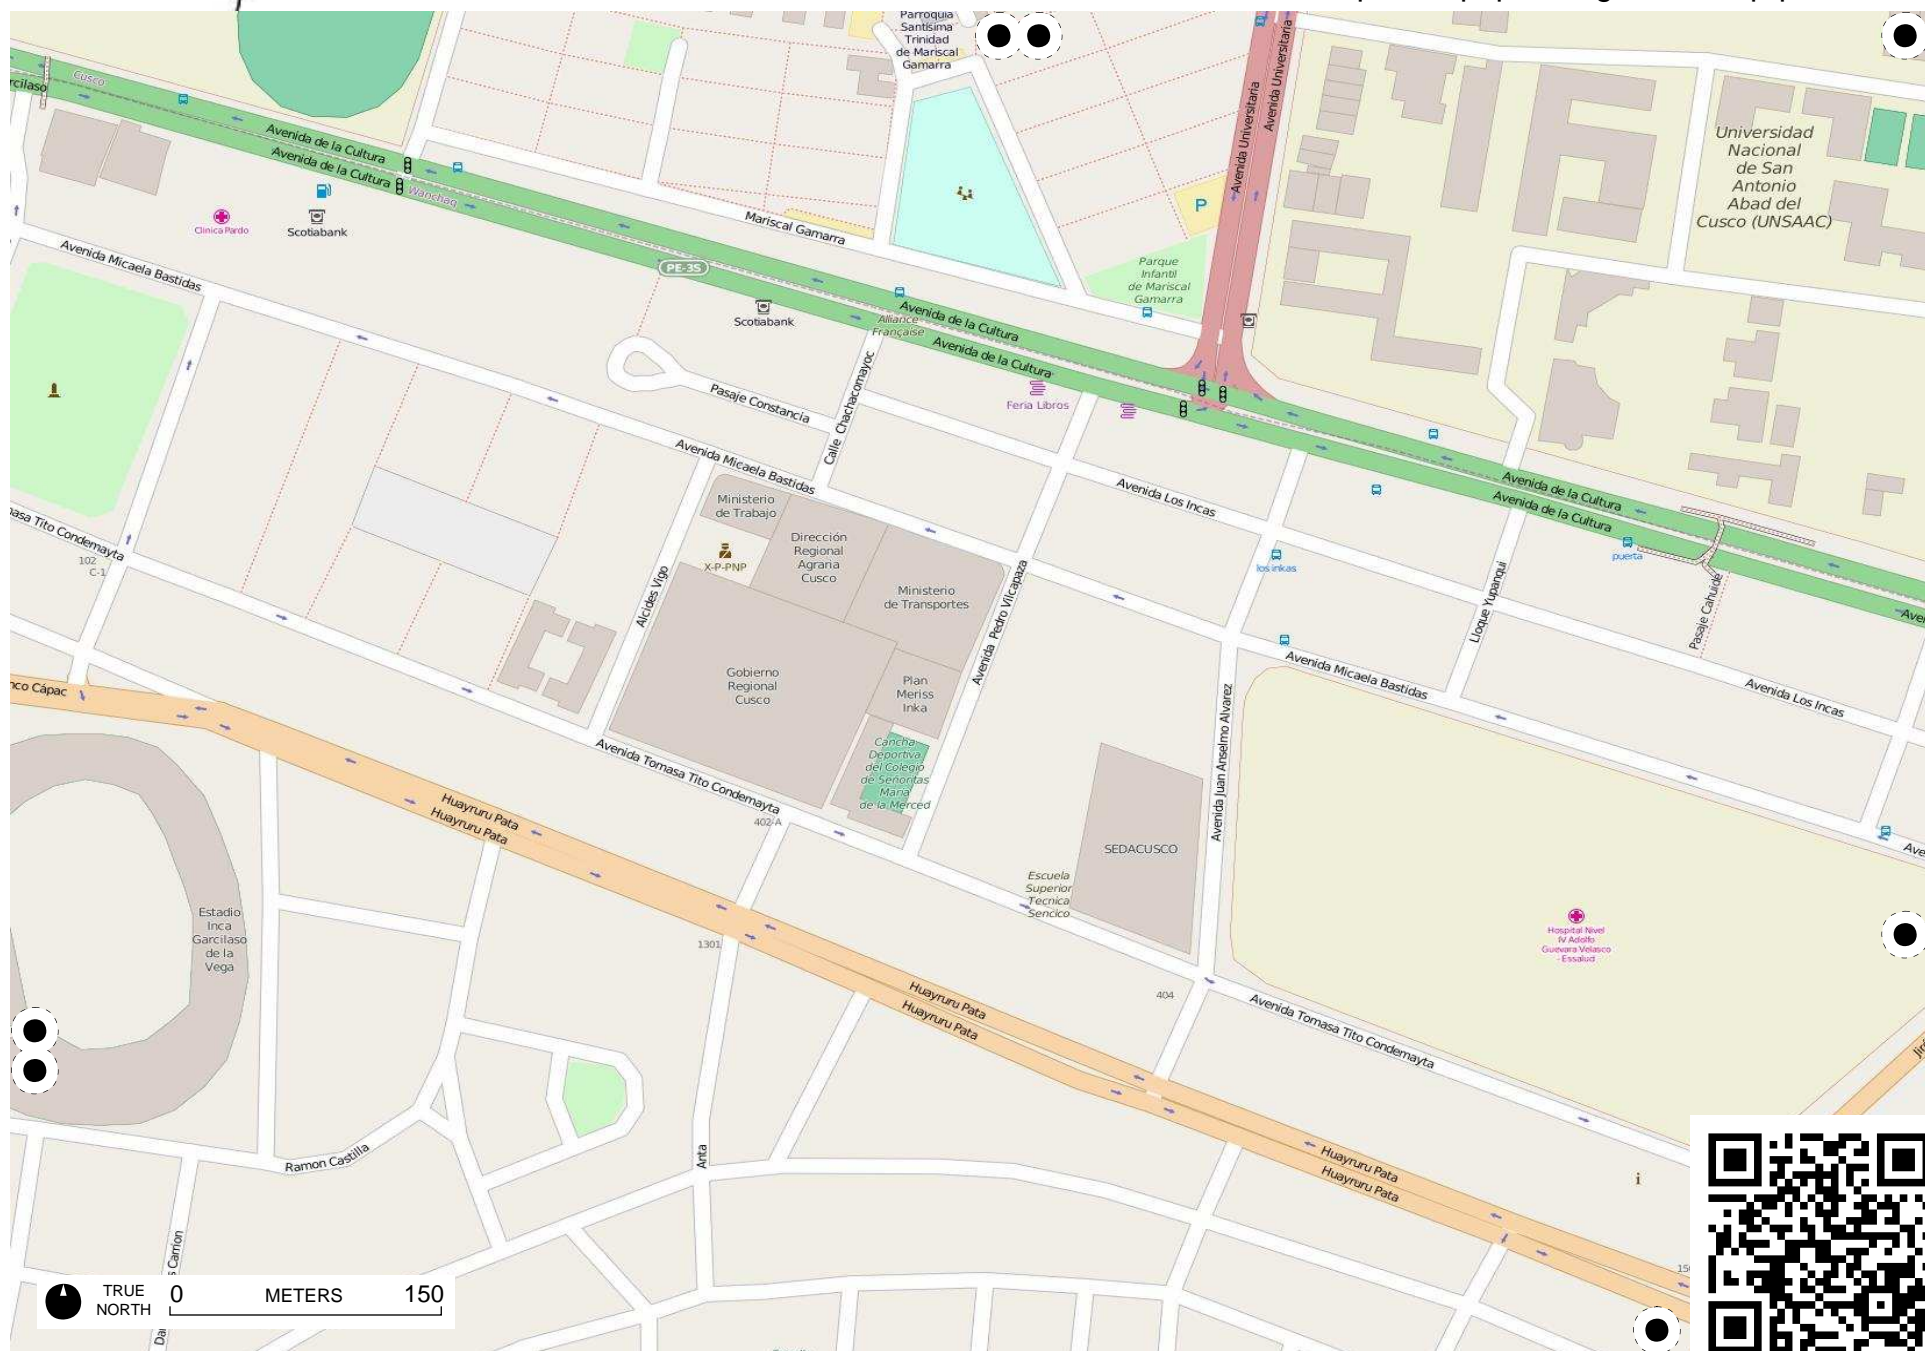 Parroquia
Santísima
Trinidad
de Mariscal
Gamarra
Cusco
Avenida de la Cultura
Avenida de la Cultura
Wanchaq
Avenida Universitaria
Avenida Universitaria
Universidad
Nacional
de San
Antonio
Abad del
Cusco (UNSAAC)
P
Clinica Pardo
Scotiabank
Mariscal Gamarra
Avenida Micaela Bastidas
PE-3S
Parque
Infantil
de Mariscal
Gamarra
Scotiabank
Alliance
Française
Avenida de la Cultura
Avenida de la Cultura
Calle Chachacomayoc
Pasaje Constancia
Feria Libros
Avenida Micaela Bastidas
Avenida Los Incas
Avenida de la Cultura
Avenida de la Cultura
Ministerio
de Trabajo
Dirección
Regional
Agraria
Cusco
X-P-PNP
Ministerio
de Transportes
los inkas
puerta
102
C-1
Alcides Vigo
Avenida Pedro Vilcapaza
Lloque Yupanqui
Pasaje Cahuide
Gobierno
Regional
Cusco
Plan
Meriss
Inka
Avenida Micaela Bastidas
Avenida Los Incas
Avenida Juan Anselmo Alvarez
Cancha
Deportiva
del Colegio
de Señoritas
Maria
de la Merced
Avenida Tomasa Tito Condemayta
402-A
Huayruru Pata
Huayruru Pata
SEDACUSCO
Escuela
Superior
Tecnica
Sencico
Estadio
Inca
Garcilaso
de la
Vega
1301
Hospital Nivel
IV Adolfo
Guevara Velasco
- Essalud
404
Huayruru Pata
Huayruru Pata
Avenida Tomasa Tito Condemayta
Anta
Ramon Castilla
Huayruru Pata
Huayruru Pata
i
Carrion
TRUE
NORTH
0 METERS 150